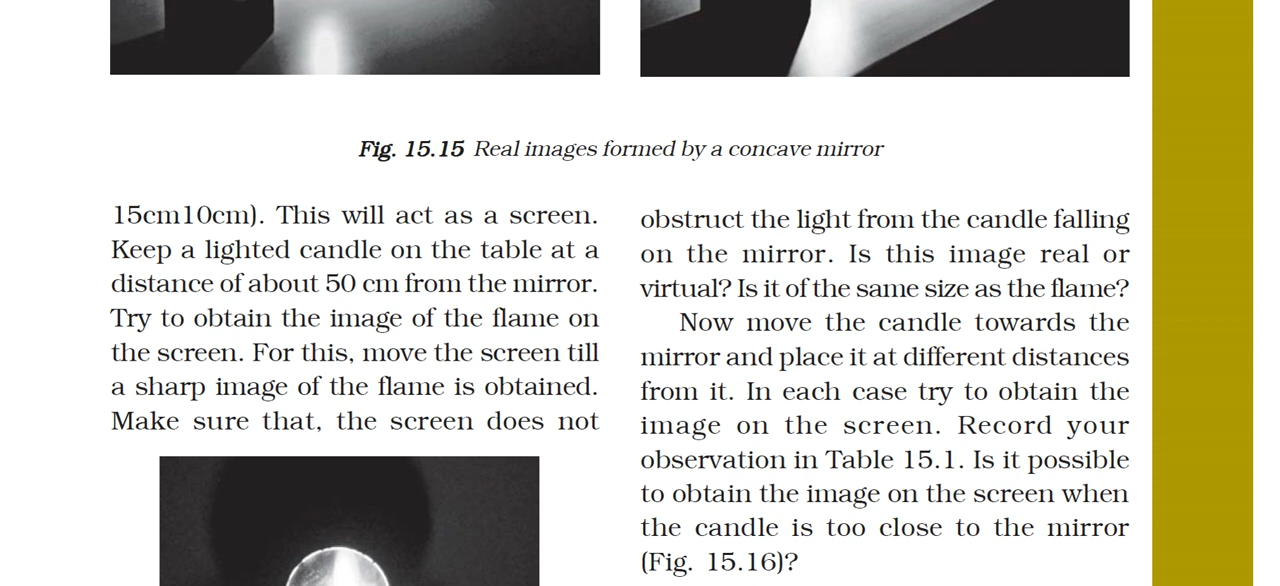 Fig. 15.15 Real images formed by a concave mirror
15cm10cm). This will act as a screen.
Keep a lighted candle on the table at a
distance of about 50 cm from the mirror.
Try to obtain the image of the flame on
the screen. For this, move the screen till
a sharp image of the flame is obtained.
Make sure that, the screen does not
obstruct the light from the candle falling
on the mirror. Is this image real or
virtual? Is it of the same size as the flame?
Now move the candle towards the
mirror and place it at different distances
from it. In each case try to obtain the
image on the screen. Record your
observation in Table 15.1. Is it possible
to obtain the image on the screen when
the candle is too close to the mirror
(Fig. 15.16)?